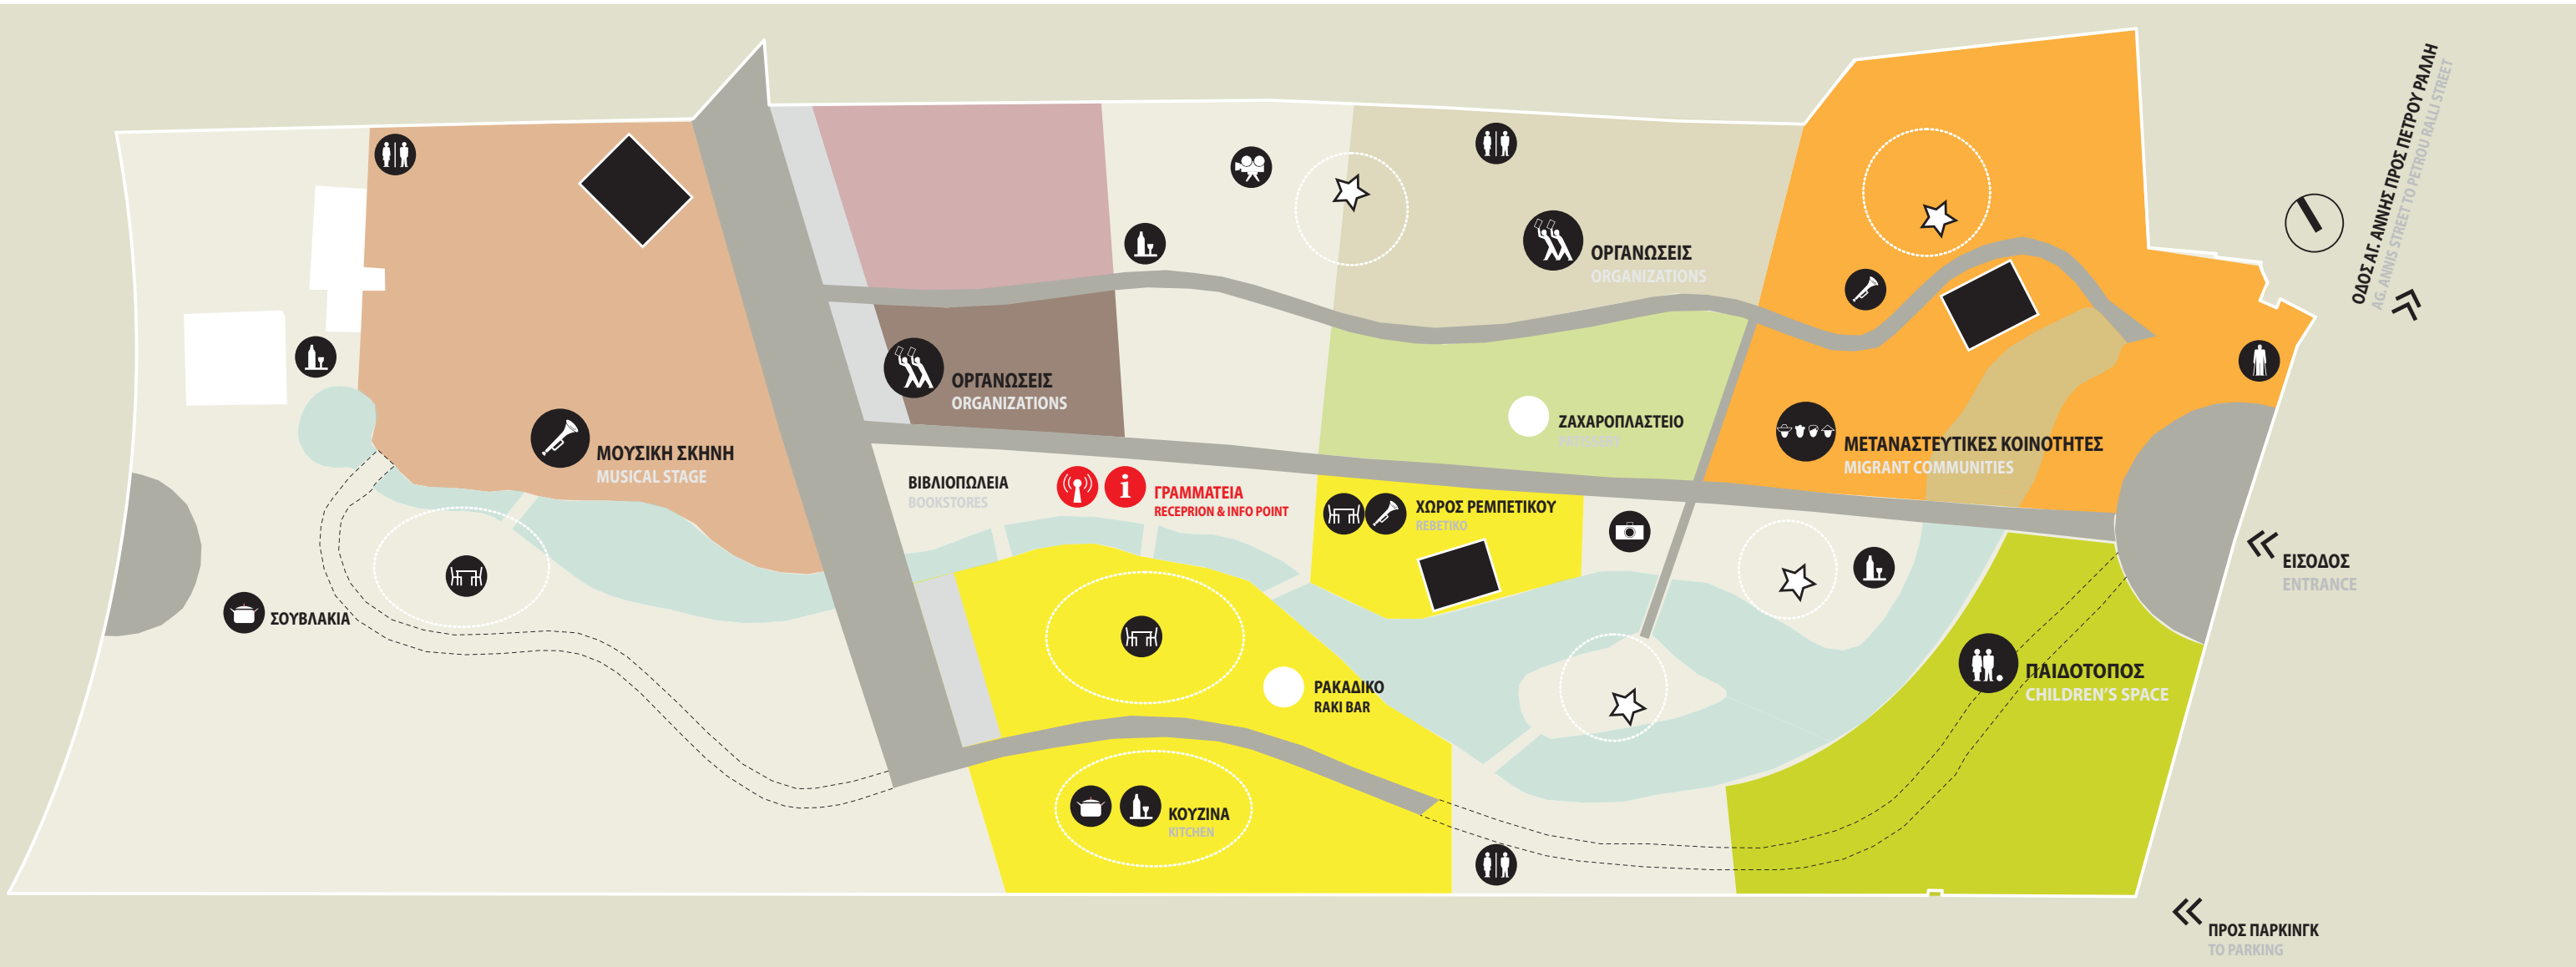 ΟΔΟΣ ΑΓ. ΑΝΝΗΣ ΠΡΟΣ ΠΕΤΡΟΥ ΡΑΛΛΗ
AG. ANNIS STREET TO PETROU RALLI STREET
ΟΡΓΑΝΩΣΕΙΣ
ORGANIZATIONS
ΟΡΓΑΝΩΣΕΙΣ
ORGANIZATIONS
ΖΑΧΑΡΟΠΛΑΣΤΕΙΟ
ΜΕΤΑΝΑΣΤΕΥΤΙΚΕΣ ΚΟΙΝΟΤΗΤΕΣ
MIGRANT COMMUNITIES
ΜΟΥΣΙΚΗ ΣΚΗΝΗ
MUSICAL STAGE
ΒΙΒΛΙΟΠΩΛΕΙΑ
BOOKSTORES
i
ΓΡΑΜΜΑΤΕΙΑ
RECEPRION & INFO POINT
ΧΩΡΟΣ ΡΕΜΠΕΤΙΚΟΥ
REBETIKO
ΕΙΣΟΔΟΣ
ENTRANCE
ΣΟΥΒΛΑΚΙΑ
ΠΑΙΔΟΤΟΠΟΣ
CHILDREN'S SPACE
ΡΑΚΑΔΙΚΟ
RAKI BAR
ΚΟΥΖΙΝΑ
KITCHEN
ΠΡΟΣ ΠΑΡΚΙΝΓΚ
TO PARKING